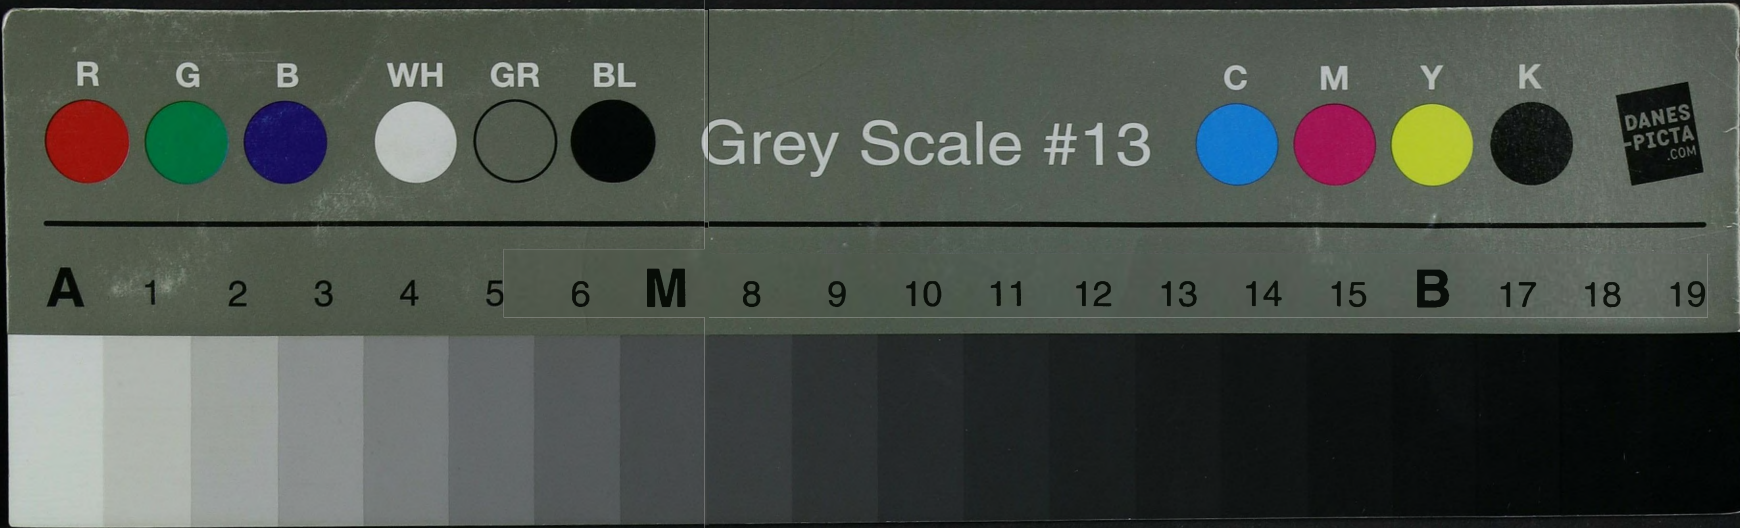 R G B WH GR BL
C M Y K
Grey Scale #13
DANES
-PICTA
.COM
A 1 2 3 4 5 6 M 8 9 10 11 12 13 14 15 B 17 18 19